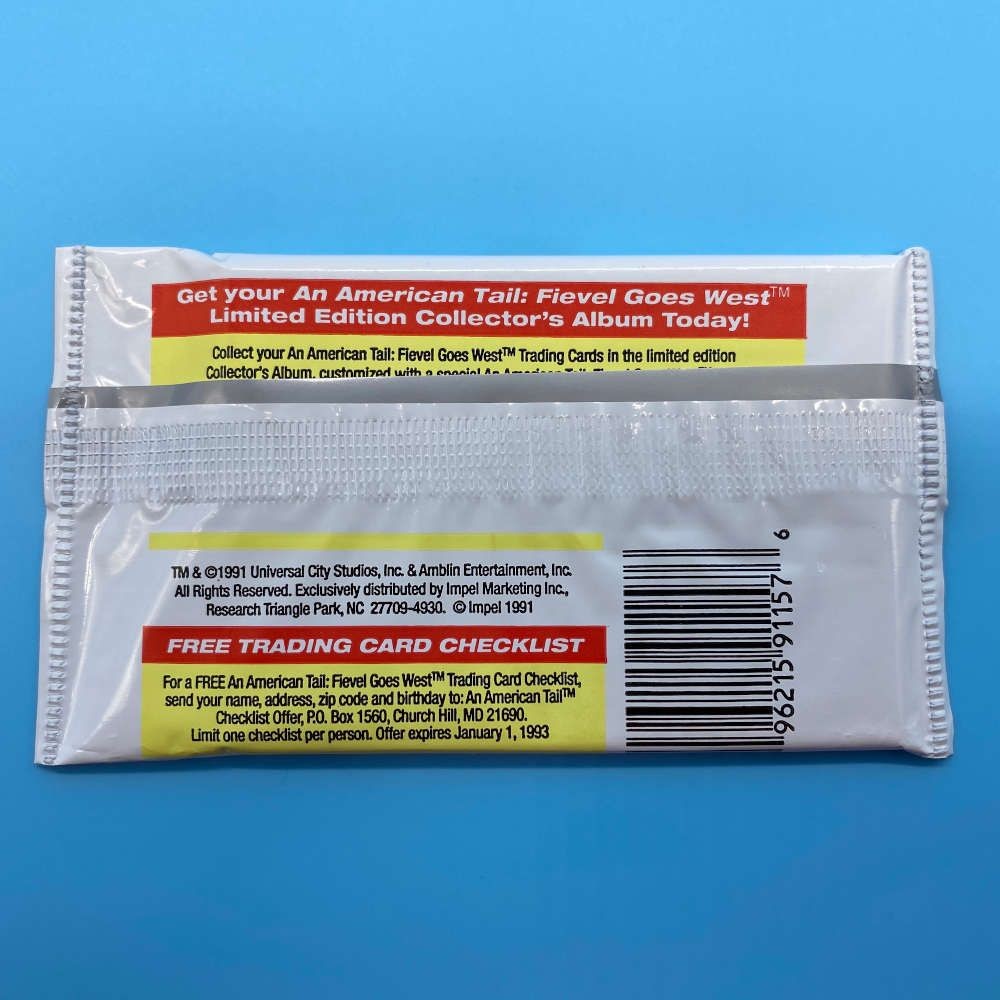 Get your An American Tail: Fievel Goes West™
Limited Edition Collector's Album Today!
Collect your An American Tail: Fievel Goes West™ Trading Cards in the limited edition
Collector's Album, customized with a special An American
TM & ©1991 Universal City Studios, Inc. & Amblin Entertainment, Inc.
All Rights Reserved. Exclusively distributed by Impel Marketing Inc.,
Research Triangle Park, NC 27709-4930. © Impel 1991
FREE TRADING CARD CHECKLIST
For a FREE An American Tail: Fievel Goes West™ Trading Card Checklist,
send your name, address, zip code and birthday to: An American Tail™
Checklist Offer, P.O. Box 1560, Church Hill, MD 21690.
Limit one checklist per person. Offer expires January 1, 1993
96215 91157 6